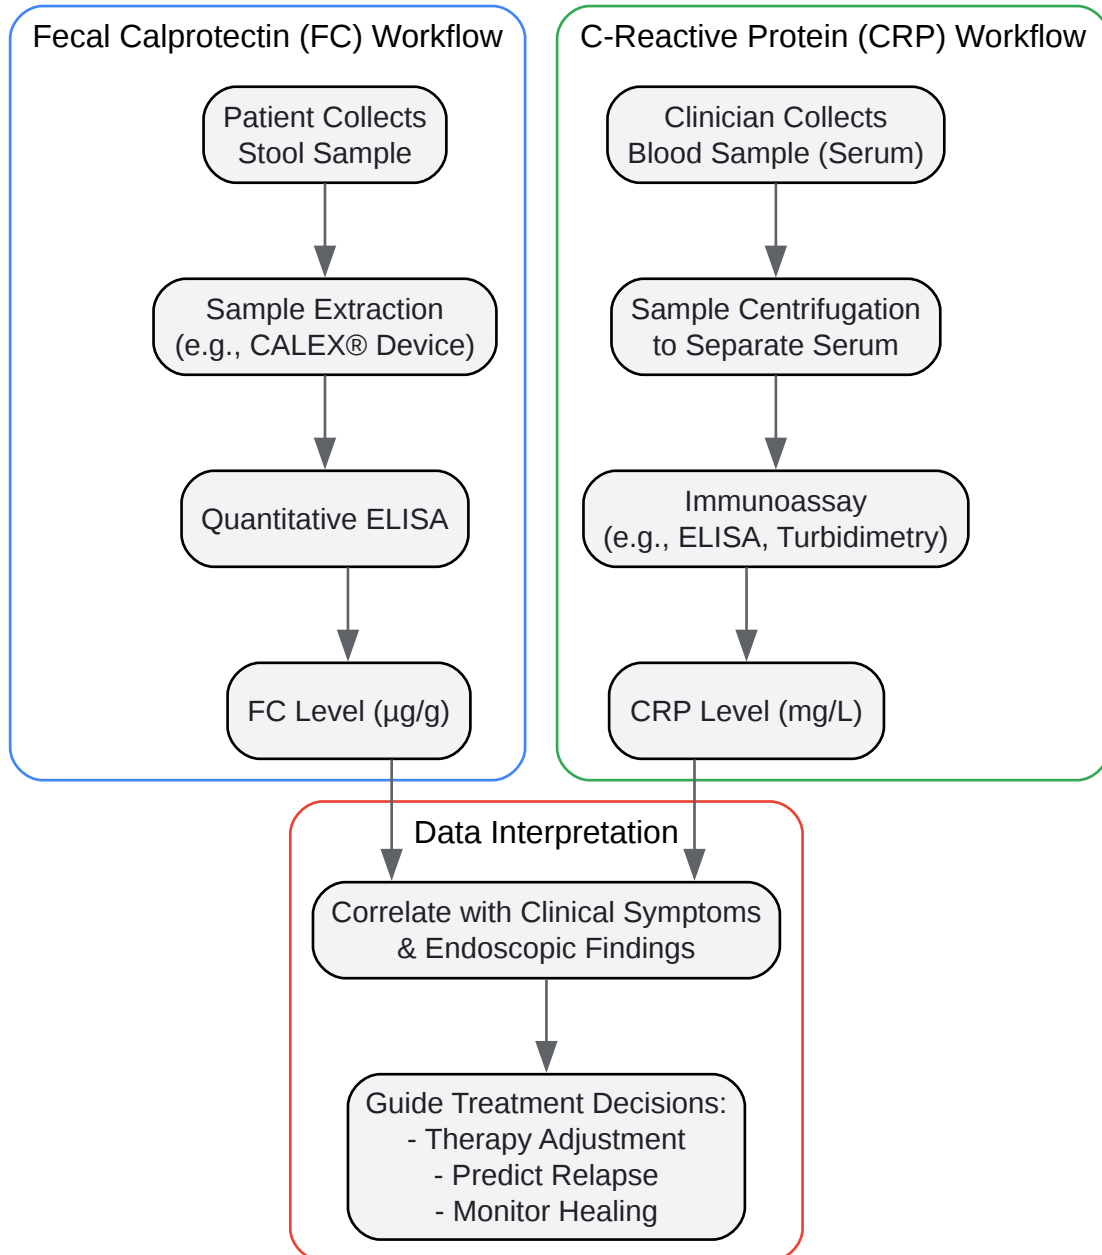 Fecal Calprotectin (FC) Workflow
Patient Collects
Stool Sample
Sample Extraction
(e.g., CALEX® Device)
Quantitative ELISA
FC Level (µg/g)
C-Reactive Protein (CRP) Workflow
Clinician Collects
Blood Sample (Serum)
Sample Centrifugation
to Separate Serum
Immunoassay
(e.g., ELISA, Turbidimetry)
CRP Level (mg/L)
Data Interpretation
Correlate with Clinical Symptoms
& Endoscopic Findings
Guide Treatment Decisions:
- Therapy Adjustment
- Predict Relapse
- Monitor Healing